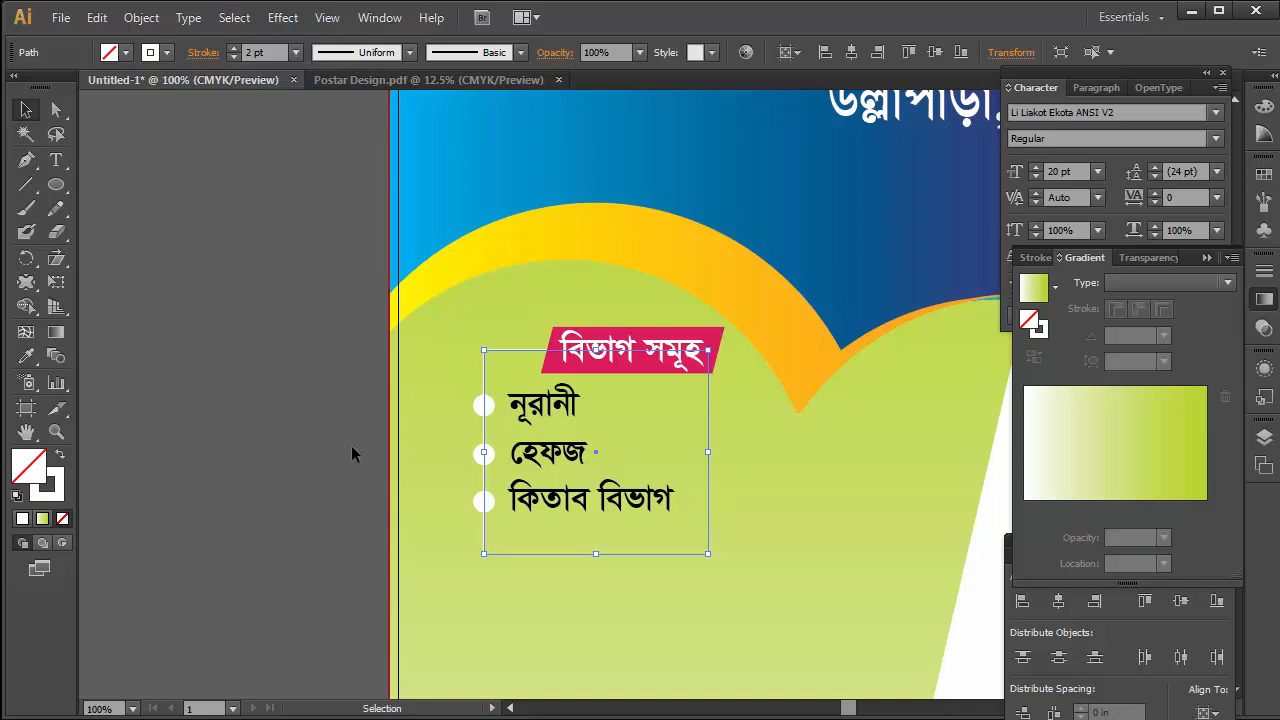 File Edit Object Type Select Effect View Window Help Br Essentials
Path Stroke: 2 pt Uniform Basic Opacity: 100% Style: Transform
Untitled-1* @ 100% (CMYK/Preview) × Postar Design.pdf @ 12.5% (CMYK/Preview) ×
Character Paragraph OpenType
Li Liakot Ekota ANSI V2
Regular
20 pt (24 pt)
Auto 0
100% 100%
Stroke Gradient Transparency
Type:
Stroke:
Opacity:
Location:
Distribute Objects:
Distribute Spacing: Align To:
0 in
উল্লাপাড়া,
বিভাগ সমূহ
নূরানী
হেফজ
কিতাব বিভাগ
100% 1 Selection